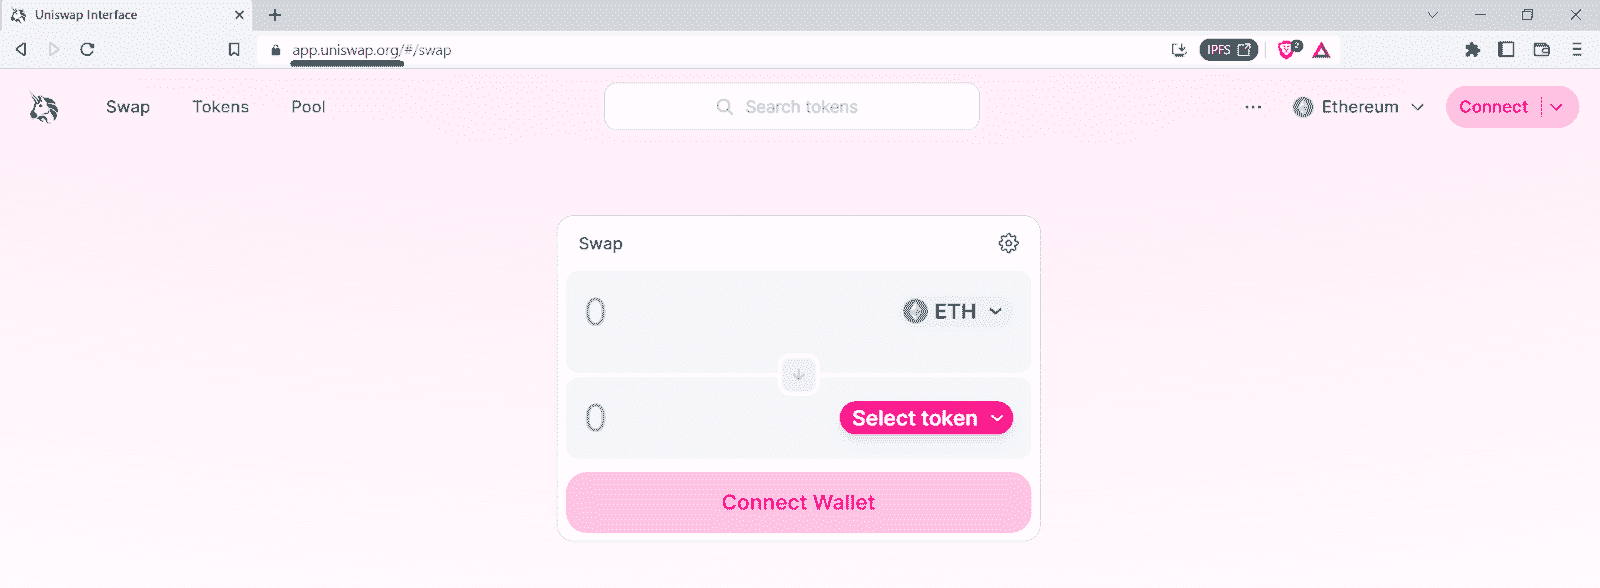 Uniswap Interface
app.uniswap.org/#/swap
IPFS
2
Swap Tokens Pool
Search tokens
Ethereum
Connect
Swap
0
ETH
0
Select token
Connect Wallet